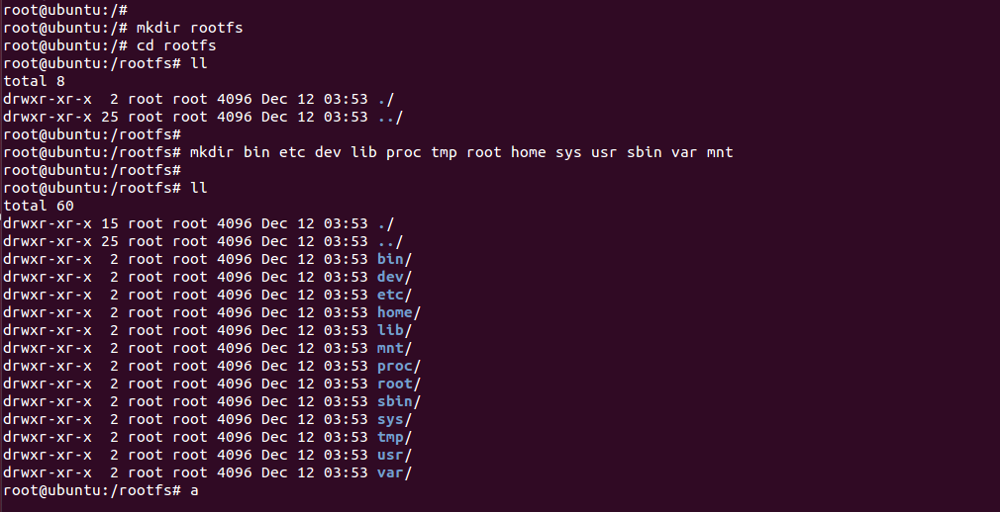 root@ubuntu:/#
root@ubuntu:/# mkdir rootfs
root@ubuntu:/# cd rootfs
root@ubuntu:/rootfs# ll
total 8
drwxr-xr-x  2 root root 4096 Dec 12 03:53 ./
drwxr-xr-x 25 root root 4096 Dec 12 03:53 ../
root@ubuntu:/rootfs#
root@ubuntu:/rootfs# mkdir bin etc dev lib proc tmp root home sys usr sbin var mnt
root@ubuntu:/rootfs#
root@ubuntu:/rootfs# ll
total 60
drwxr-xr-x 15 root root 4096 Dec 12 03:53 ./
drwxr-xr-x 25 root root 4096 Dec 12 03:53 ../
drwxr-xr-x  2 root root 4096 Dec 12 03:53 bin/
drwxr-xr-x  2 root root 4096 Dec 12 03:53 dev/
drwxr-xr-x  2 root root 4096 Dec 12 03:53 etc/
drwxr-xr-x  2 root root 4096 Dec 12 03:53 home/
drwxr-xr-x  2 root root 4096 Dec 12 03:53 lib/
drwxr-xr-x  2 root root 4096 Dec 12 03:53 mnt/
drwxr-xr-x  2 root root 4096 Dec 12 03:53 proc/
drwxr-xr-x  2 root root 4096 Dec 12 03:53 root/
drwxr-xr-x  2 root root 4096 Dec 12 03:53 sbin/
drwxr-xr-x  2 root root 4096 Dec 12 03:53 sys/
drwxr-xr-x  2 root root 4096 Dec 12 03:53 tmp/
drwxr-xr-x  2 root root 4096 Dec 12 03:53 usr/
drwxr-xr-x  2 root root 4096 Dec 12 03:53 var/
root@ubuntu:/rootfs# a